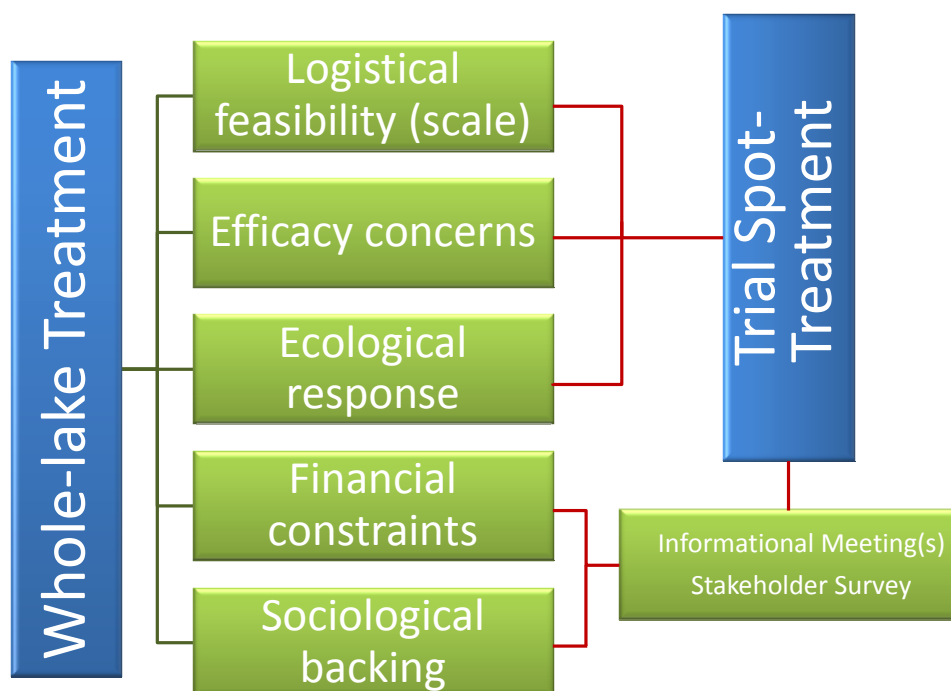 Whole-lake Treatment
Logistical
feasibility (scale)
Efficacy concerns
Ecological
response
Financial
constraints
Sociological
backing
Trial Spot-
Treatment
Informational Meeting(s)
Stakeholder Survey